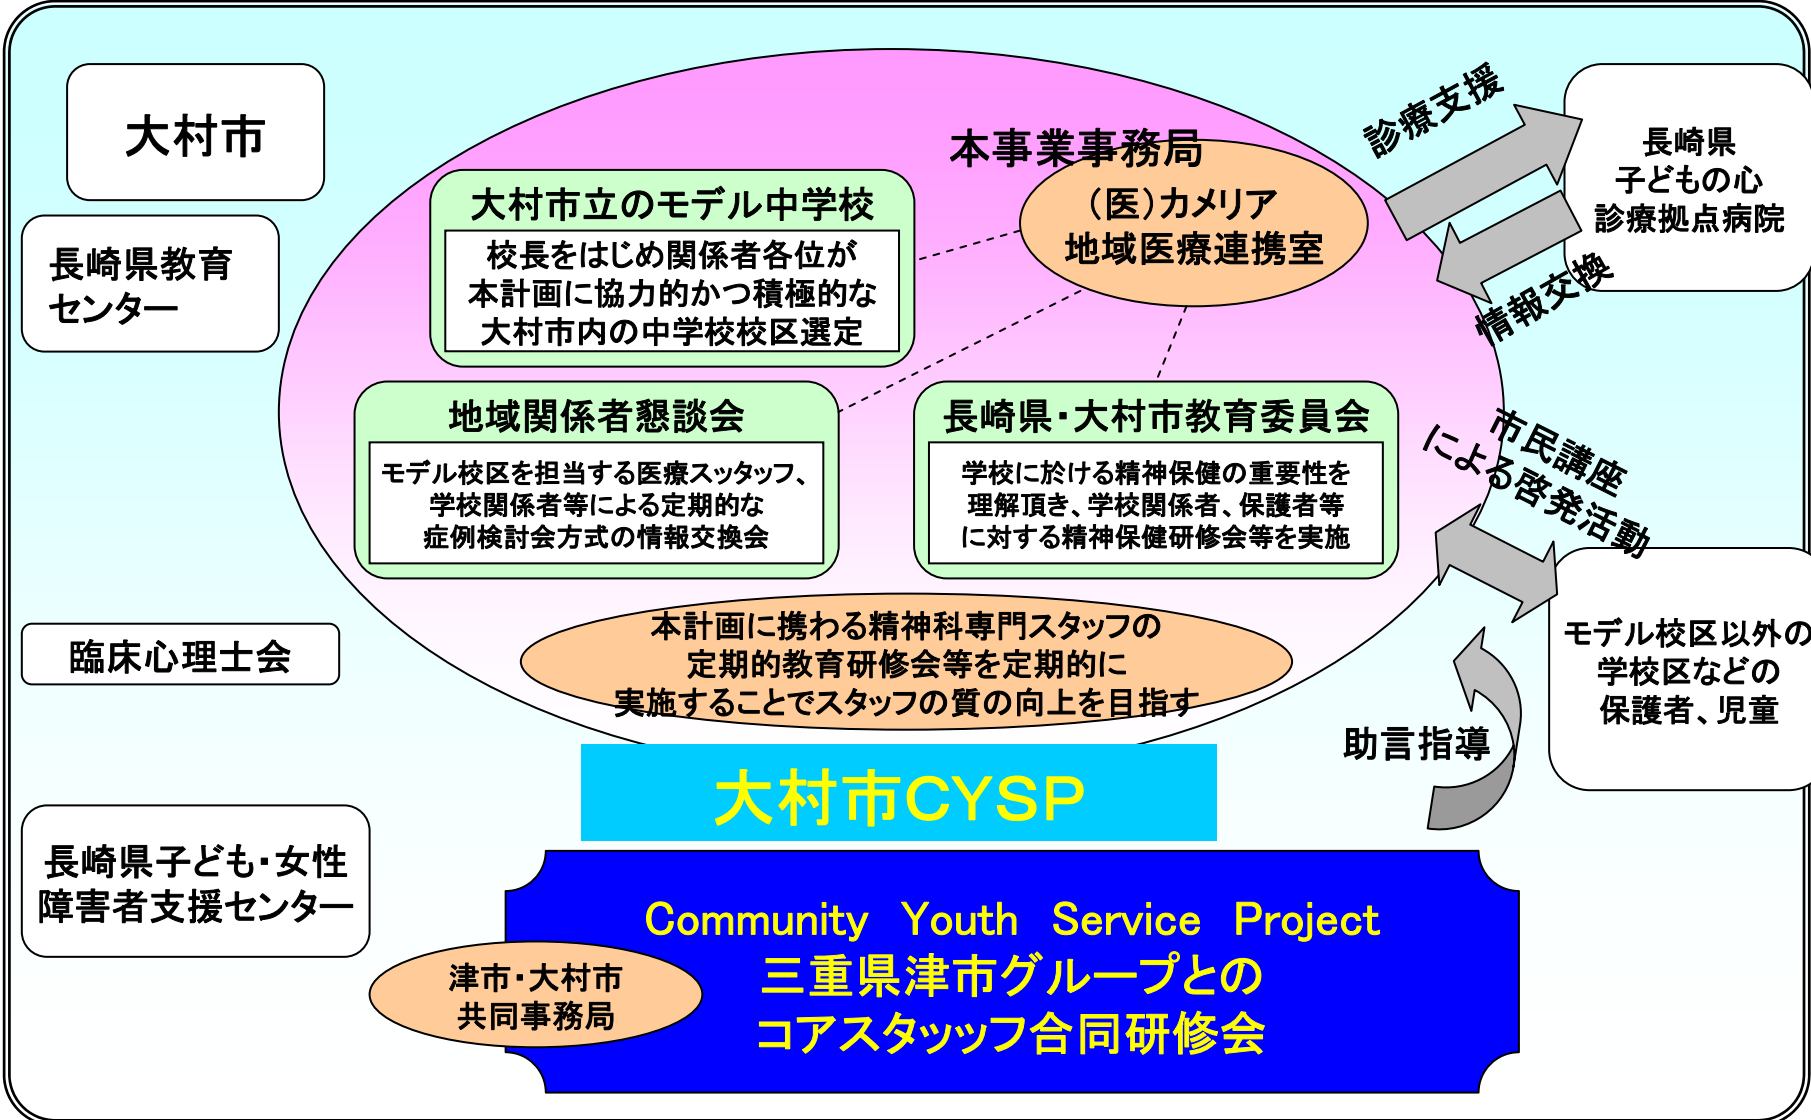 大村市
長崎県教育
センター
臨床心理士会
長崎県子ども・女性
障害者支援センター
本事業事務局
（医）カメリア
地域医療連携室
大村市立のモデル中学校
校長をはじめ関係者各位が
本計画に協力的かつ積極的な
大村市内の中学校校区選定
地域関係者懇談会
モデル校区を担当する医療スッタッフ、
学校関係者等による定期的な
症例検討会方式の情報交換会
長崎県・大村市教育委員会
学校に於ける精神保健の重要性を
理解頂き、学校関係者、保護者等
に対する精神保健研修会等を実施
本計画に携わる精神科専門スタッフの
定期的教育研修会等を定期的に
実施することでスタッフの質の向上を目指す
大村市CYSP
Community　Youth　Service　Project
三重県津市グループとの
コアスタッッフ合同研修会
津市・大村市
共同事務局
診療支援
情報交換
長崎県
子どもの心
診療拠点病院
市民講座
による啓発活動
モデル校区以外の
学校区などの
保護者、児童
助言指導